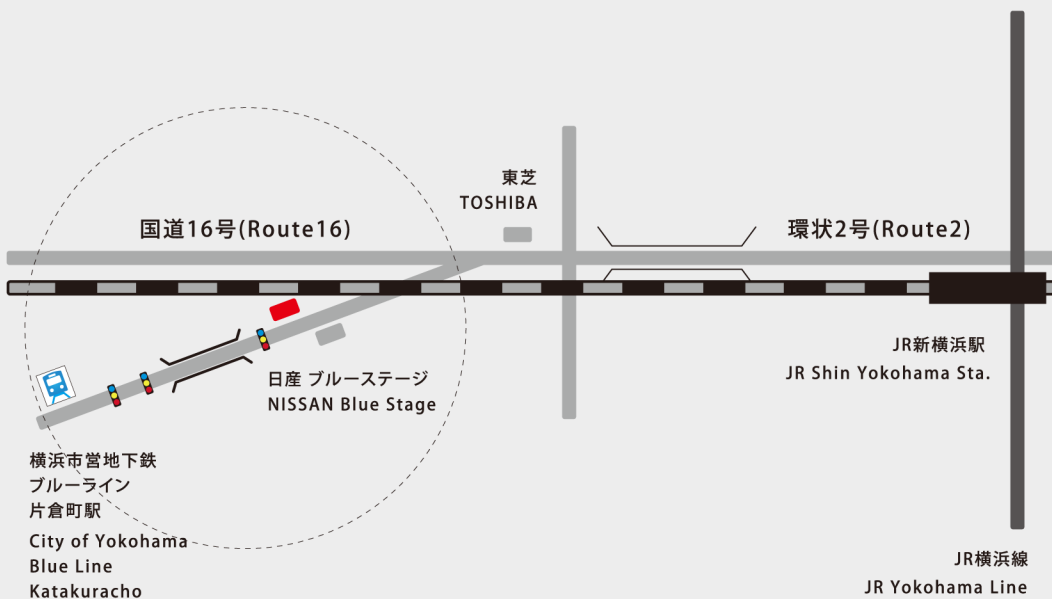 東芝
TOSHIBA
国道16号(Route16)
環状2号(Route2)
JR新横浜駅
JR Shin Yokohama Sta.
日産 ブルーステージ
NISSAN Blue Stage
横浜市営地下鉄
ブルーライン
片倉町駅
City of Yokohama
Blue Line
Katakuracho
JR横浜線
JR Yokohama Line